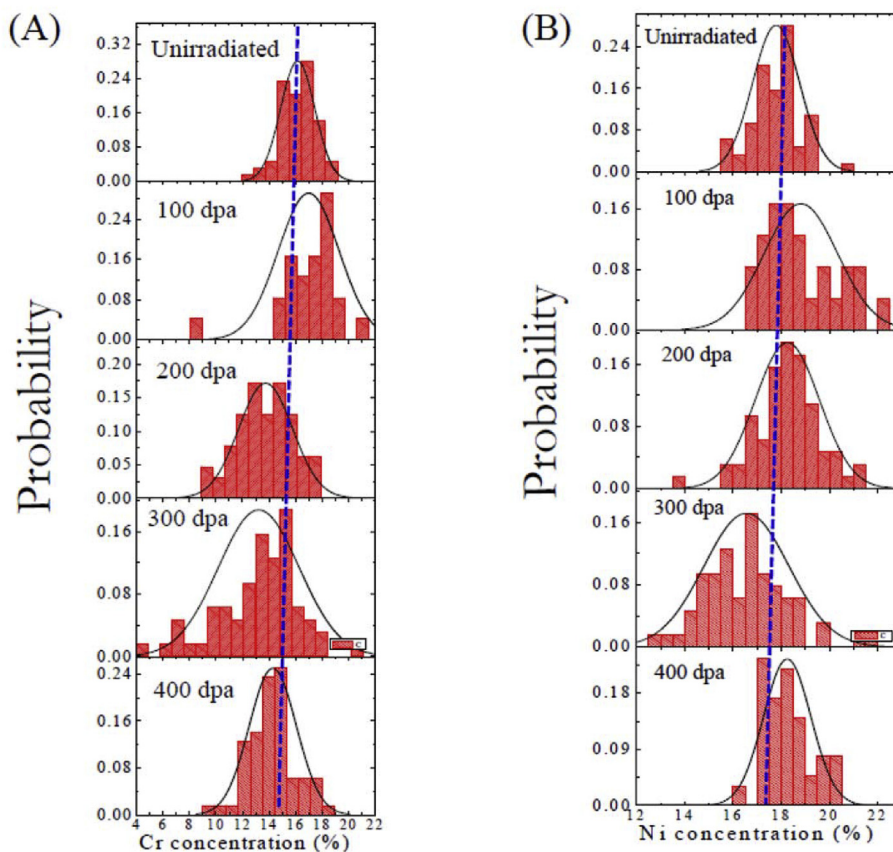 (A)
Probability
Unirradiated
0.32
0.24
0.16
0.08
0.00
100 dpa
0.24
0.16
0.08
0.00
200 dpa
0.20
0.15
0.10
0.05
0.00
300 dpa
0.16
0.08
0.00
c
400 dpa
0.24
0.16
0.08
0.00
4 6 8 10 12 14 16 18 20 22
Cr concentration (%)
(B)
Probability
Unirradiated
0.24
0.16
0.08
0.00
100 dpa
0.16
0.08
0.00
200 dpa
0.16
0.08
0.00
300 dpa
0.16
0.08
0.00
c
400 dpa
0.18
0.09
0.00
12 14 16 18 20 22
Ni concentration (%)